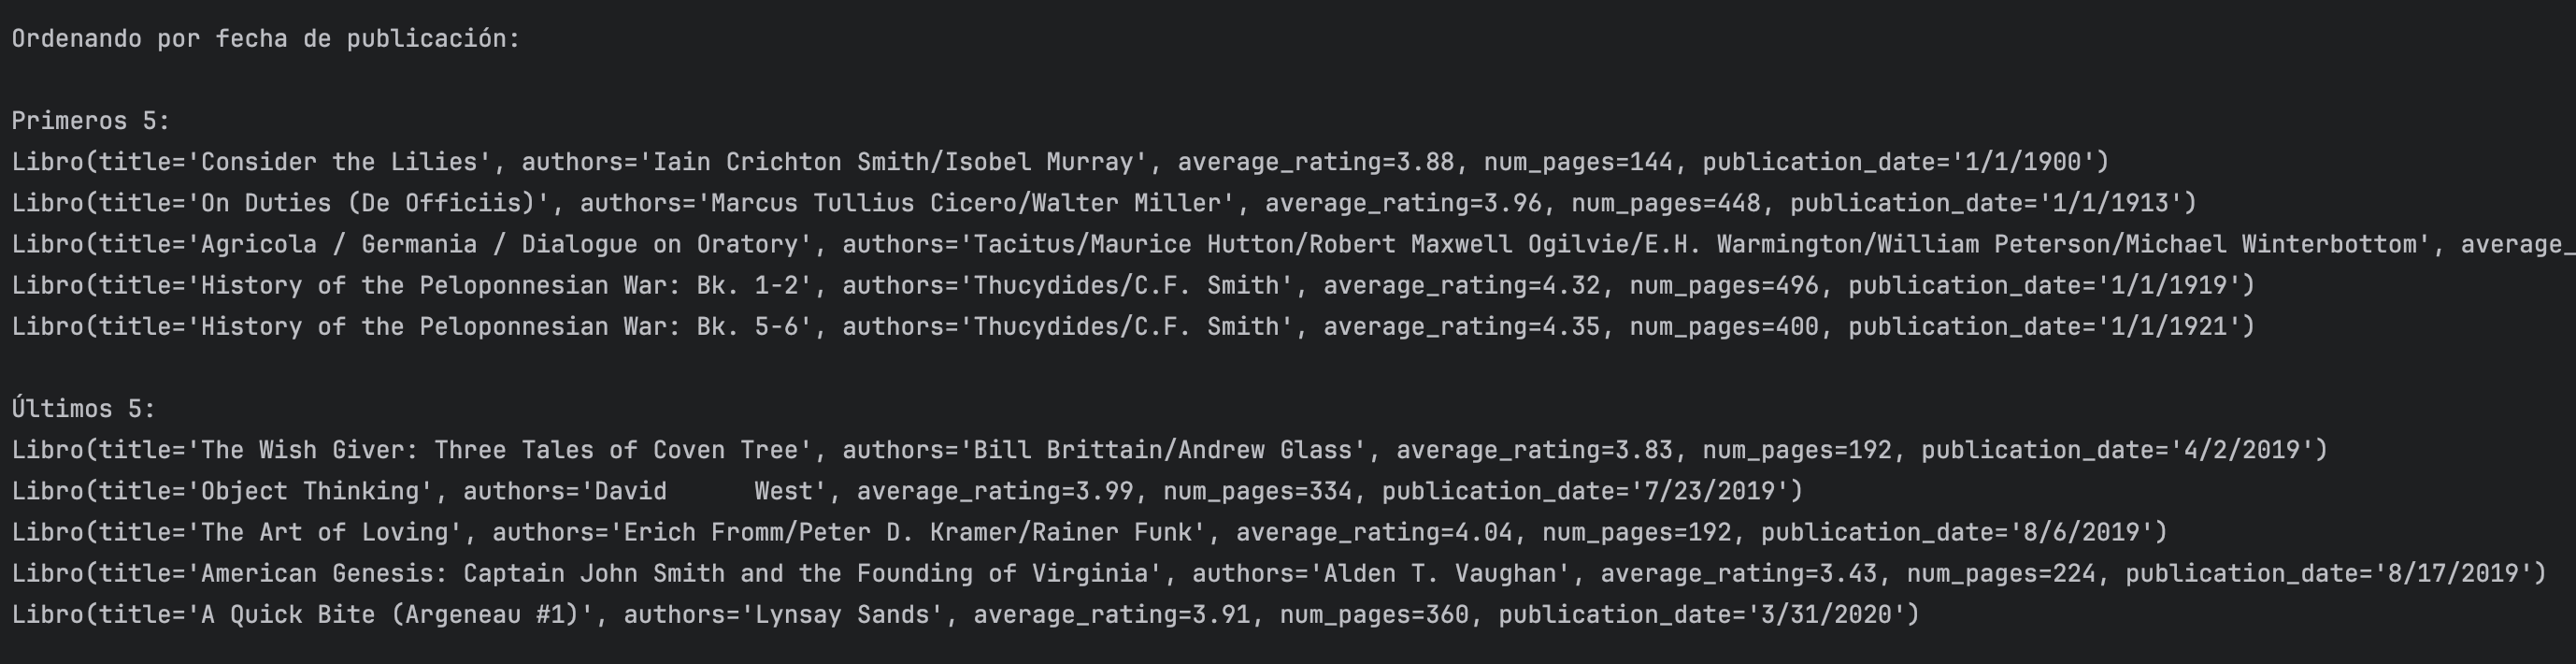 Ordenando por fecha de publicación:
Primeros 5:
Libro(title='Consider the Lilies', authors='Iain Crichton Smith/Isobel Murray', average_rating=3.88, num_pages=144, publication_date='1/1/1900')
Libro(title='On Duties (De Officiis)', authors='Marcus Tullius Cicero/Walter Miller', average_rating=3.96, num_pages=448, publication_date='1/1/1913')
Libro(title='Agricola / Germania / Dialogue on Oratory', authors='Tacitus/Maurice Hutton/Robert Maxwell Ogilvie/E.H. Warmington/William Peterson/Michael Winterbottom', average_
Libro(title='History of the Peloponnesian War: Bk. 1-2', authors='Thucydides/C.F. Smith', average_rating=4.32, num_pages=496, publication_date='1/1/1919')
Libro(title='History of the Peloponnesian War: Bk. 5-6', authors='Thucydides/C.F. Smith', average_rating=4.35, num_pages=400, publication_date='1/1/1921')
Últimos 5:
Libro(title='The Wish Giver: Three Tales of Coven Tree', authors='Bill Brittain/Andrew Glass', average_rating=3.83, num_pages=192, publication_date='4/2/2019')
Libro(title='Object Thinking', authors='David      West', average_rating=3.99, num_pages=334, publication_date='7/23/2019')
Libro(title='The Art of Loving', authors='Erich Fromm/Peter D. Kramer/Rainer Funk', average_rating=4.04, num_pages=192, publication_date='8/6/2019')
Libro(title='American Genesis: Captain John Smith and the Founding of Virginia', authors='Alden T. Vaughan', average_rating=3.43, num_pages=224, publication_date='8/17/2019')
Libro(title='A Quick Bite (Argeneau #1)', authors='Lynsay Sands', average_rating=3.91, num_pages=360, publication_date='3/31/2020')